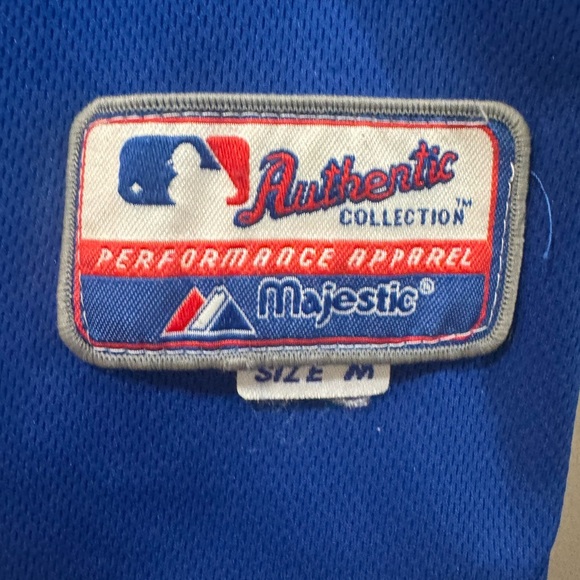 Authentic
COLLECTION™
PERFORMANCE APPAREL
Majestic®
SIZE M